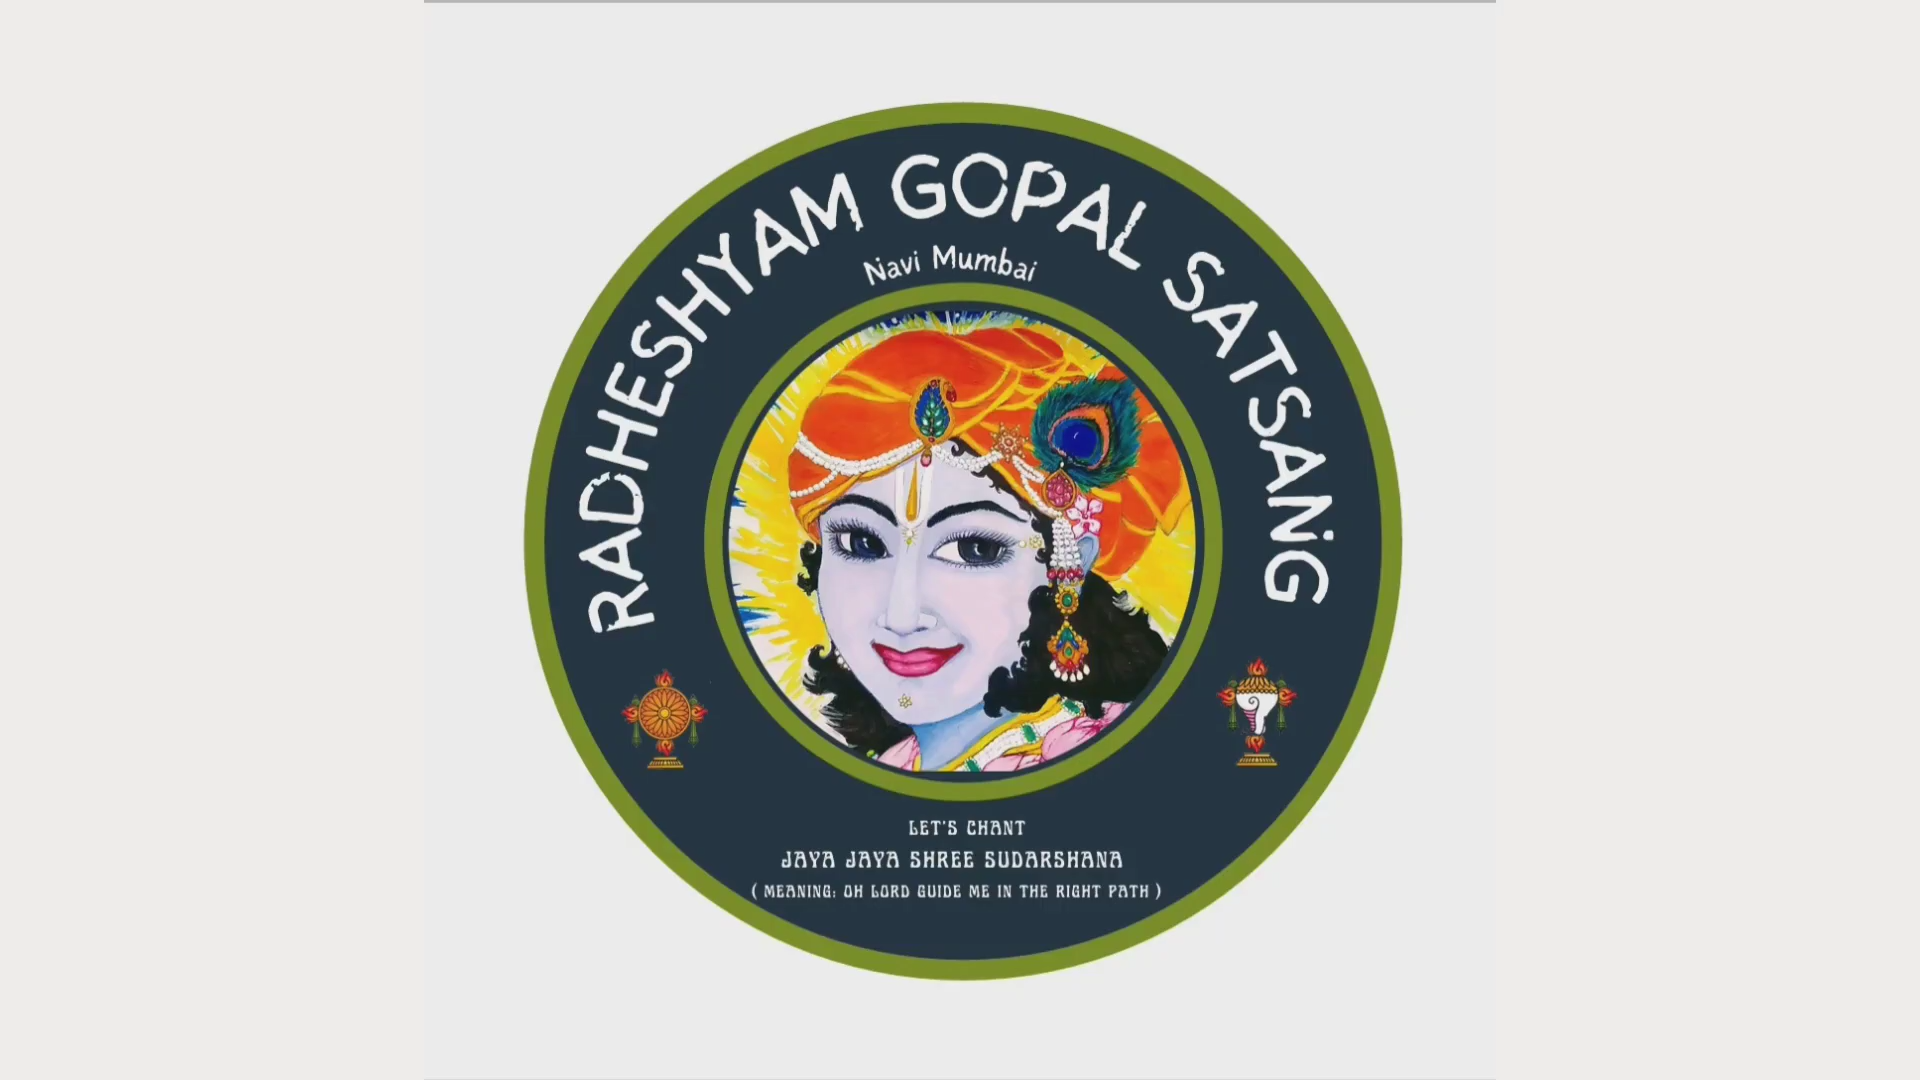 RADHESHYAM GOPAL SATSANG
Navi Mumbai
LET'S CHANT
JAYA JAYA SHREE SUDARSHANA
( MEANING: OH LORD GUIDE ME IN THE RIGHT PATH )